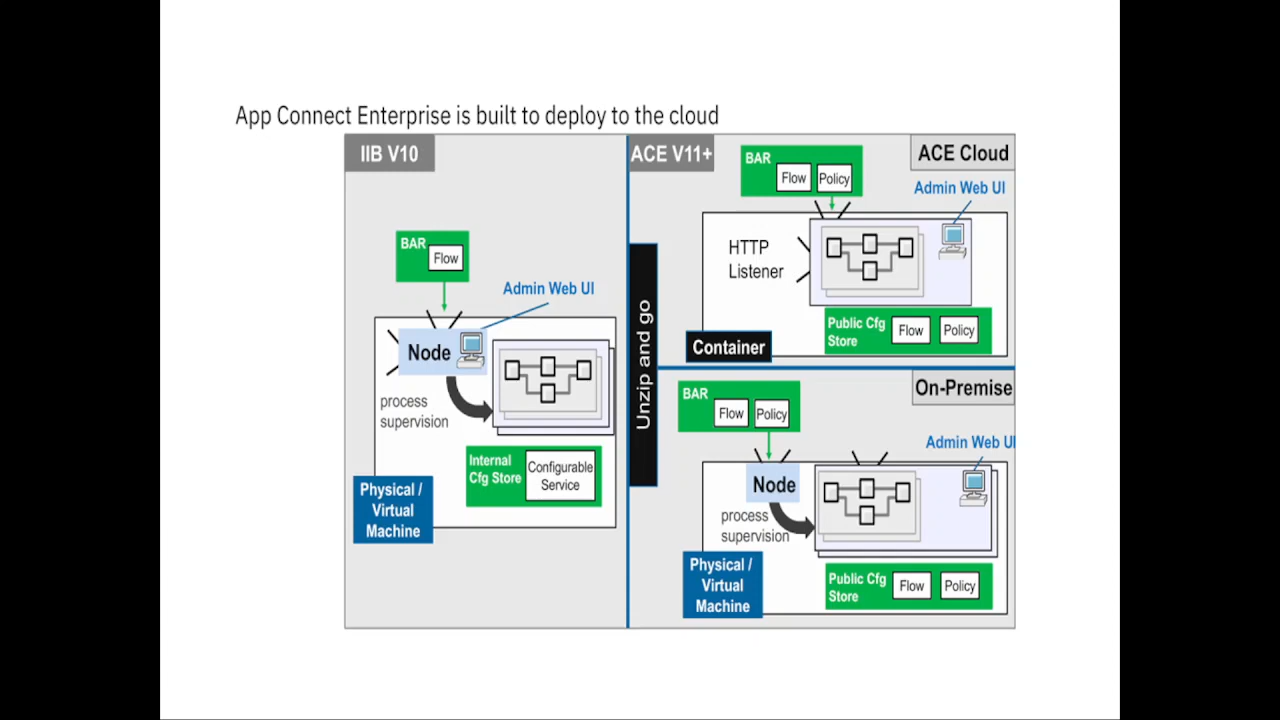 App Connect Enterprise is built to deploy to the cloud
IIB V10
BAR
Flow
Admin Web UI
Node
process
supervision
Internal
Cfg Store
Configurable
Service
Physical /
Virtual
Machine
Unzip and go
ACE V11+
ACE Cloud
BAR
Flow
Policy
Admin Web UI
HTTP
Listener
Public Cfg
Store
Flow
Policy
Container
On-Premise
BAR
Flow
Policy
Admin Web UI
Node
process
supervision
Physical /
Virtual
Machine
Public Cfg
Store
Flow
Policy